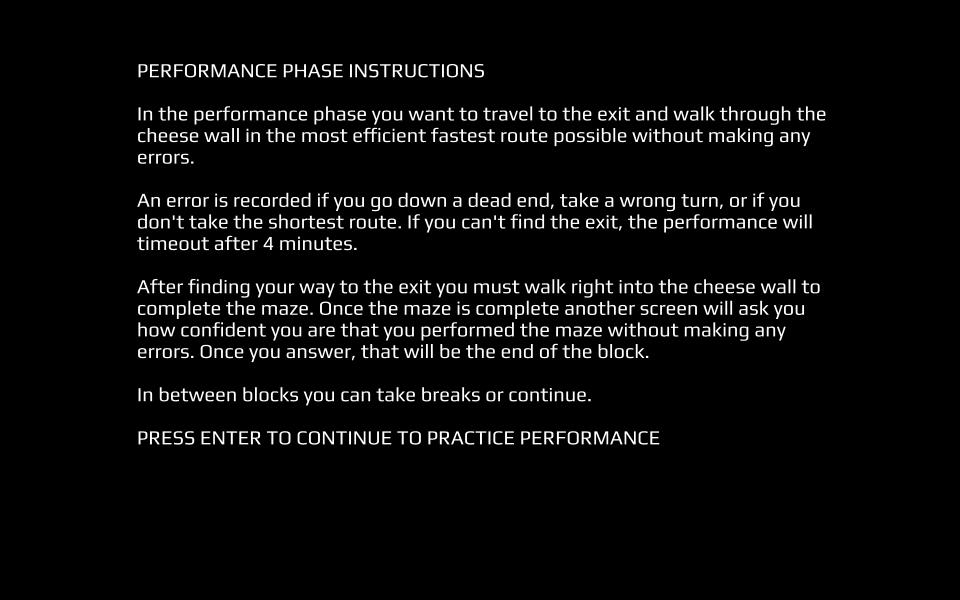 PERFORMANCE PHASE INSTRUCTIONS
In the performance phase you want to travel to the exit and walk through the
cheese wall in the most efficient fastest route possible without making any
errors.
An error is recorded if you go down a dead end, take a wrong turn, or if you
don't take the shortest route. If you can't find the exit, the performance will
timeout after 4 minutes.
After finding your way to the exit you must walk right into the cheese wall to
complete the maze. Once the maze is complete another screen will ask you
how confident you are that you performed the maze without making any
errors. Once you answer, that will be the end of the block.
In between blocks you can take breaks or continue.
PRESS ENTER TO CONTINUE TO PRACTICE PERFORMANCE